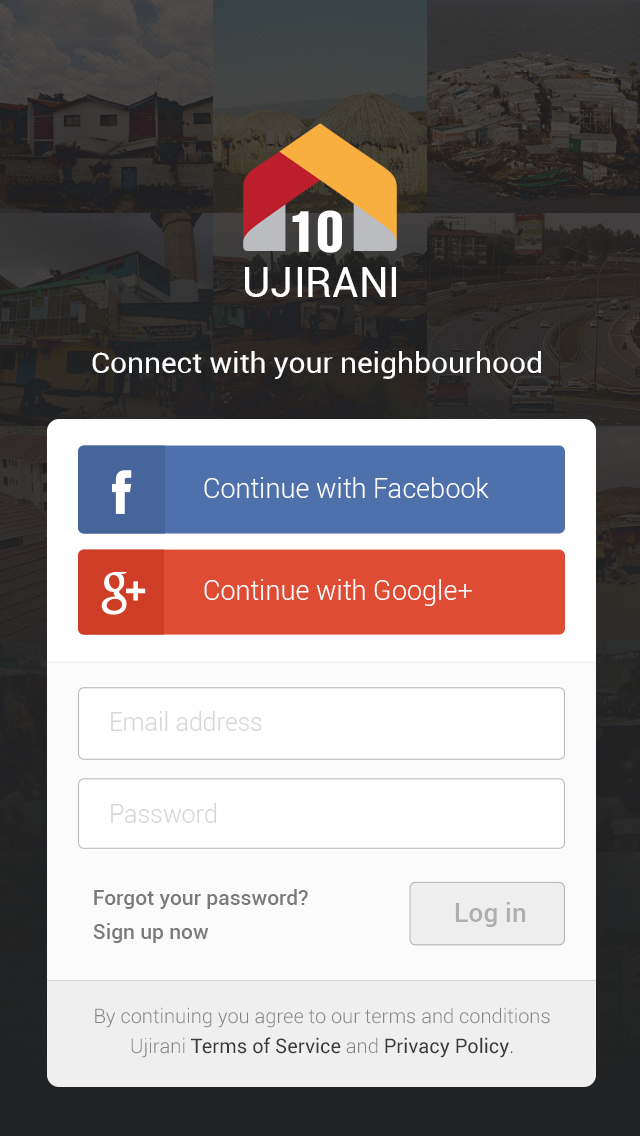 10
UJIRANI
Connect with your neighbourhood
f
Continue with Facebook
g+
Continue with Google+
Email address
Password
Forgot your password?
Sign up now
Log in
By continuing you agree to our terms and conditions
Ujirani Terms of Service and Privacy Policy.